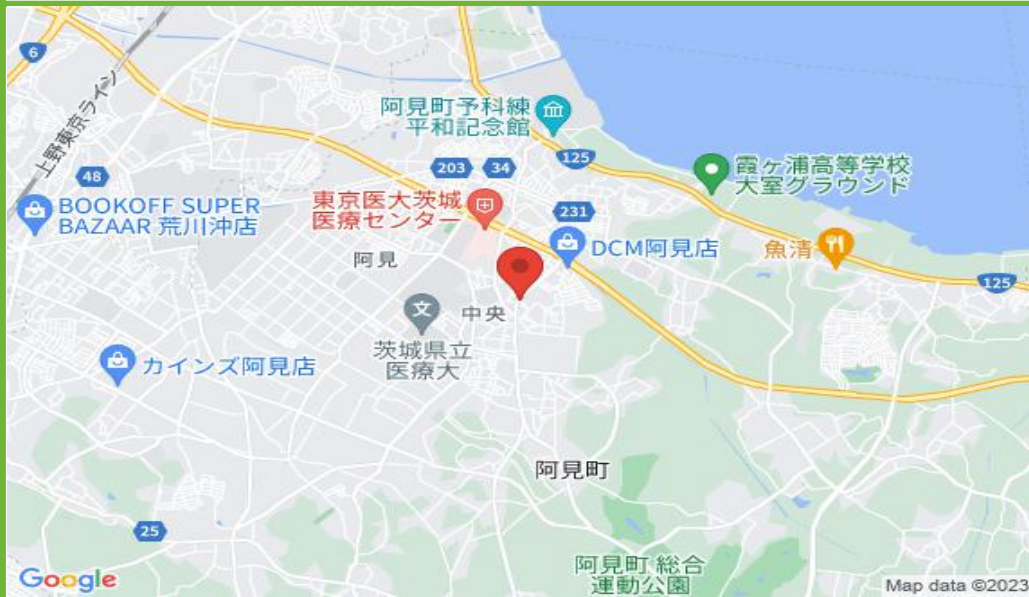 6
上野東京ライン
阿見町予科練
平和記念館
125
203
34
霞ヶ浦高等学校
大室グラウンド
48
BOOKOFF SUPER
BAZAAR 荒川沖店
東京医大茨城
医療センター
231
DCM阿見店
魚清
阿見
125
中央
茨城県立
医療大
カインズ阿見店
阿見町
25
阿見町 総合
運動公園
Google
Map data ©2023